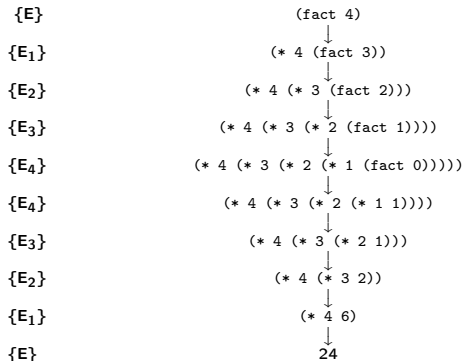 {E} (fact 4)
{E₁} (* 4 (fact 3))
{E₂} (* 4 (* 3 (fact 2)))
{E₃} (* 4 (* 3 (* 2 (fact 1))))
{E₄} (* 4 (* 3 (* 2 (* 1 (fact 0)))))
{E₄} (* 4 (* 3 (* 2 (* 1 1))))
{E₃} (* 4 (* 3 (* 2 1)))
{E₂} (* 4 (* 3 2))
{E₁} (* 4 6)
{E} 24